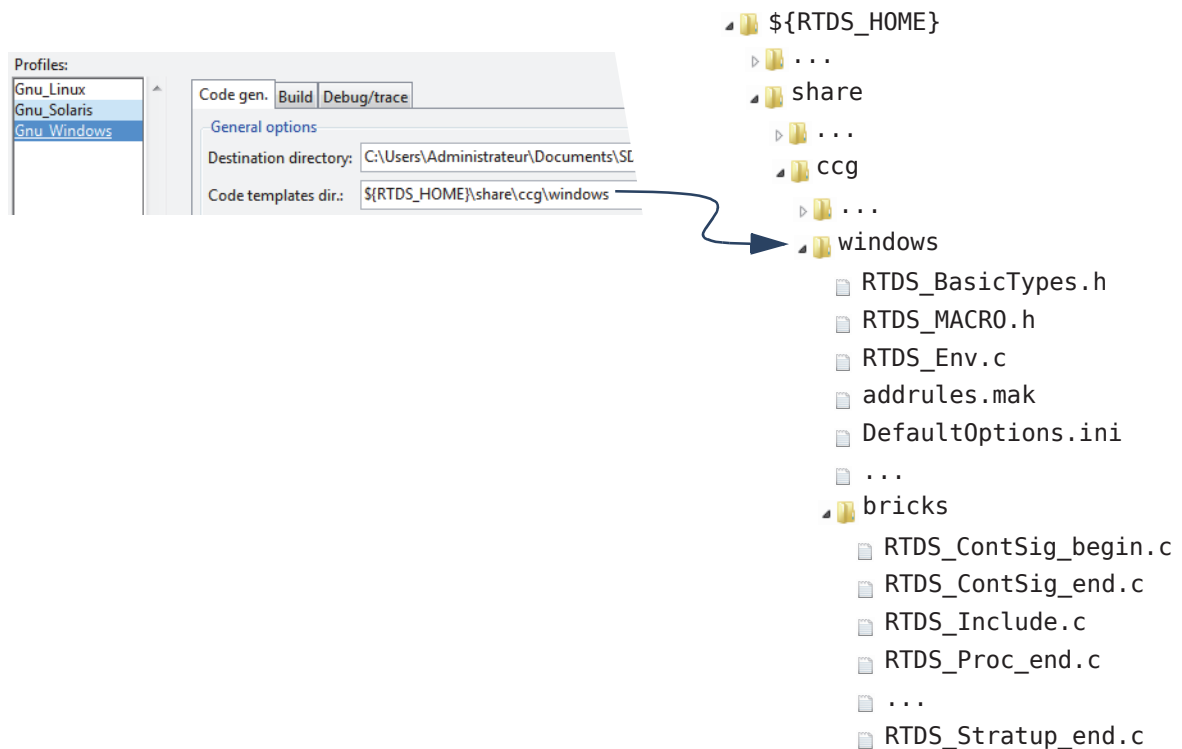 Profiles:
Gnu_Linux
Gnu_Solaris
Gnu_Windows
Code gen. Build Debug/trace
General options
Destination directory: C:\Users\Administrateur\Documents\SD
Code templates dir.: ${RTDS_HOME}\share\ccg\windows
${RTDS_HOME}
...
share
...
ccg
...
windows
RTDS_BasicTypes.h
RTDS_MACRO.h
RTDS_Env.c
addrules.mak
DefaultOptions.ini
...
bricks
RTDS_ContSig_begin.c
RTDS_ContSig_end.c
RTDS_Include.c
RTDS_Proc_end.c
...
RTDS_Stratup_end.c